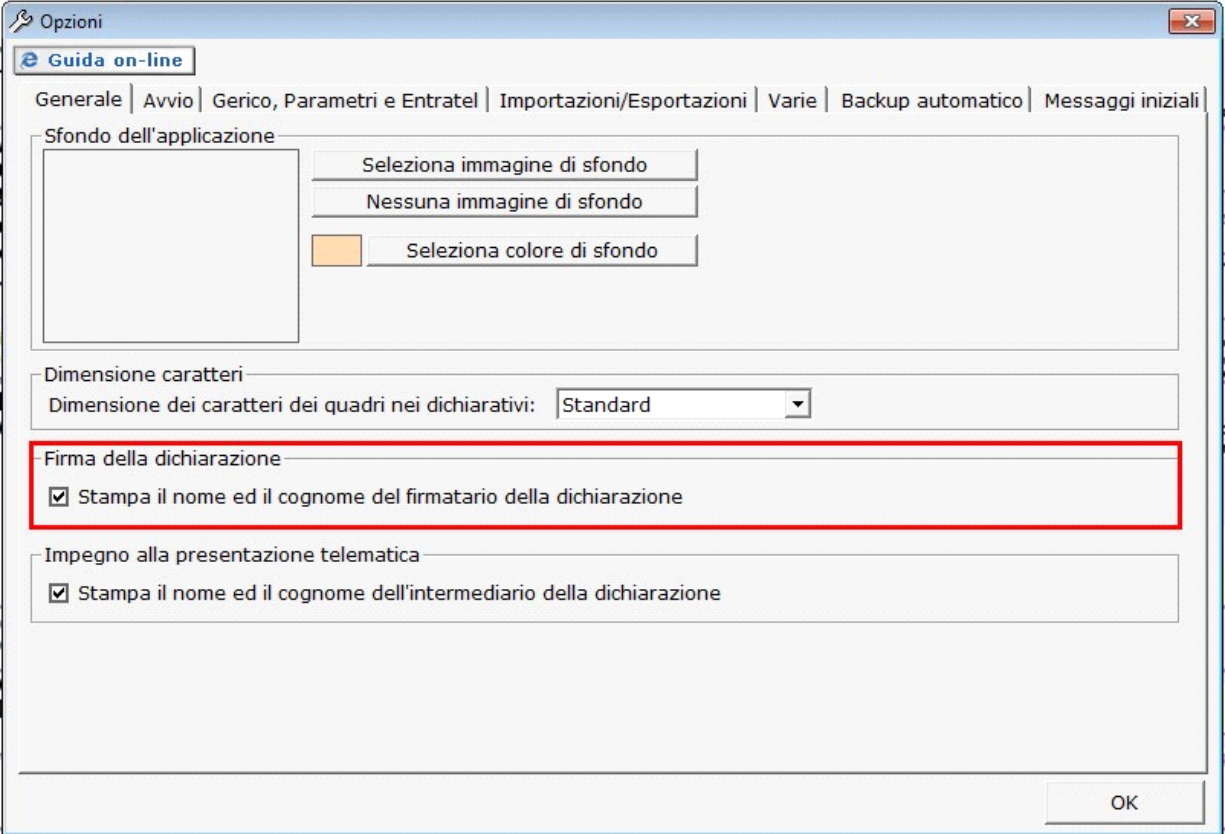 Opzioni
Guida on-line
Generale
Avvio
Gerico, Parametri e Entratel
Importazioni/Esportazioni
Varie
Backup automatico
Messaggi iniziali
Sfondo dell'applicazione
Seleziona immagine di sfondo
Nessuna immagine di sfondo
Seleziona colore di sfondo
Dimensione caratteri
Dimensione dei caratteri dei quadri nei dichiarativi: Standard
Firma della dichiarazione
Stampa il nome ed il cognome del firmatario della dichiarazione
Impegno alla presentazione telematica
Stampa il nome ed il cognome dell'intermediario della dichiarazione
OK